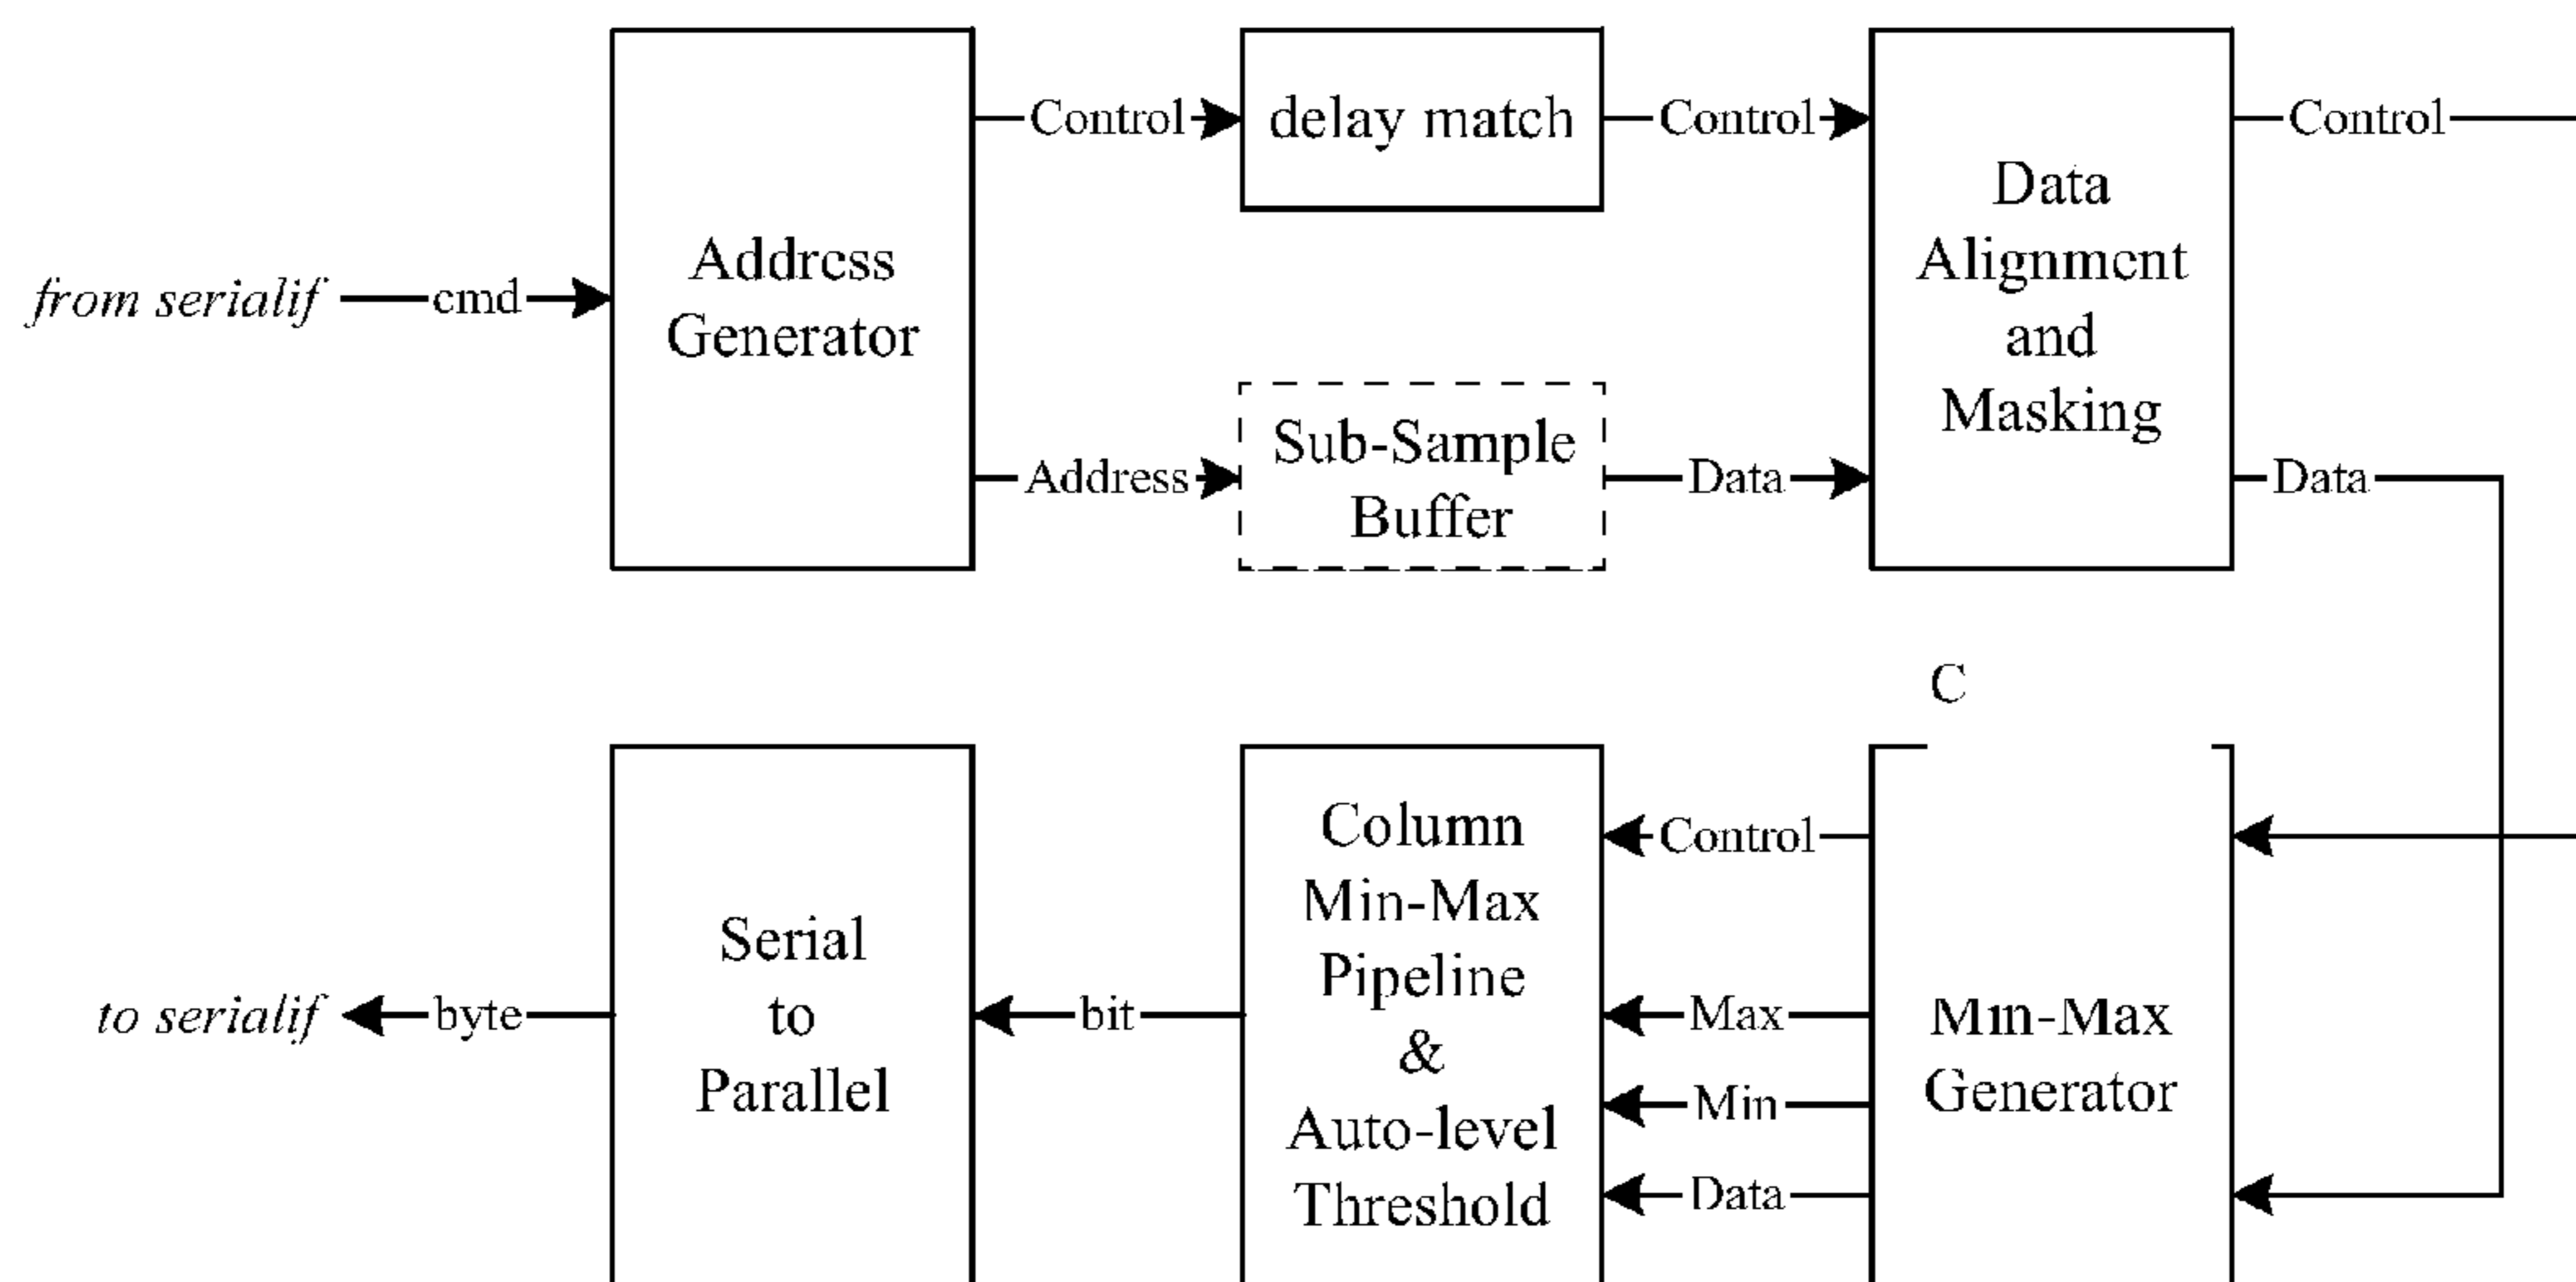 Control
delay match
Control
Control
Data
Alignment
and
Masking
Address
Generator
from serialif
cmd
Address
Sub-Sample
Buffer
Data
Data
C
Column
Min-Max
Pipeline
&
Auto-level
Threshold
Control
Max
Min
Data
Min-Max
Generator
bit
Serial
to
Parallel
byte
to serialif